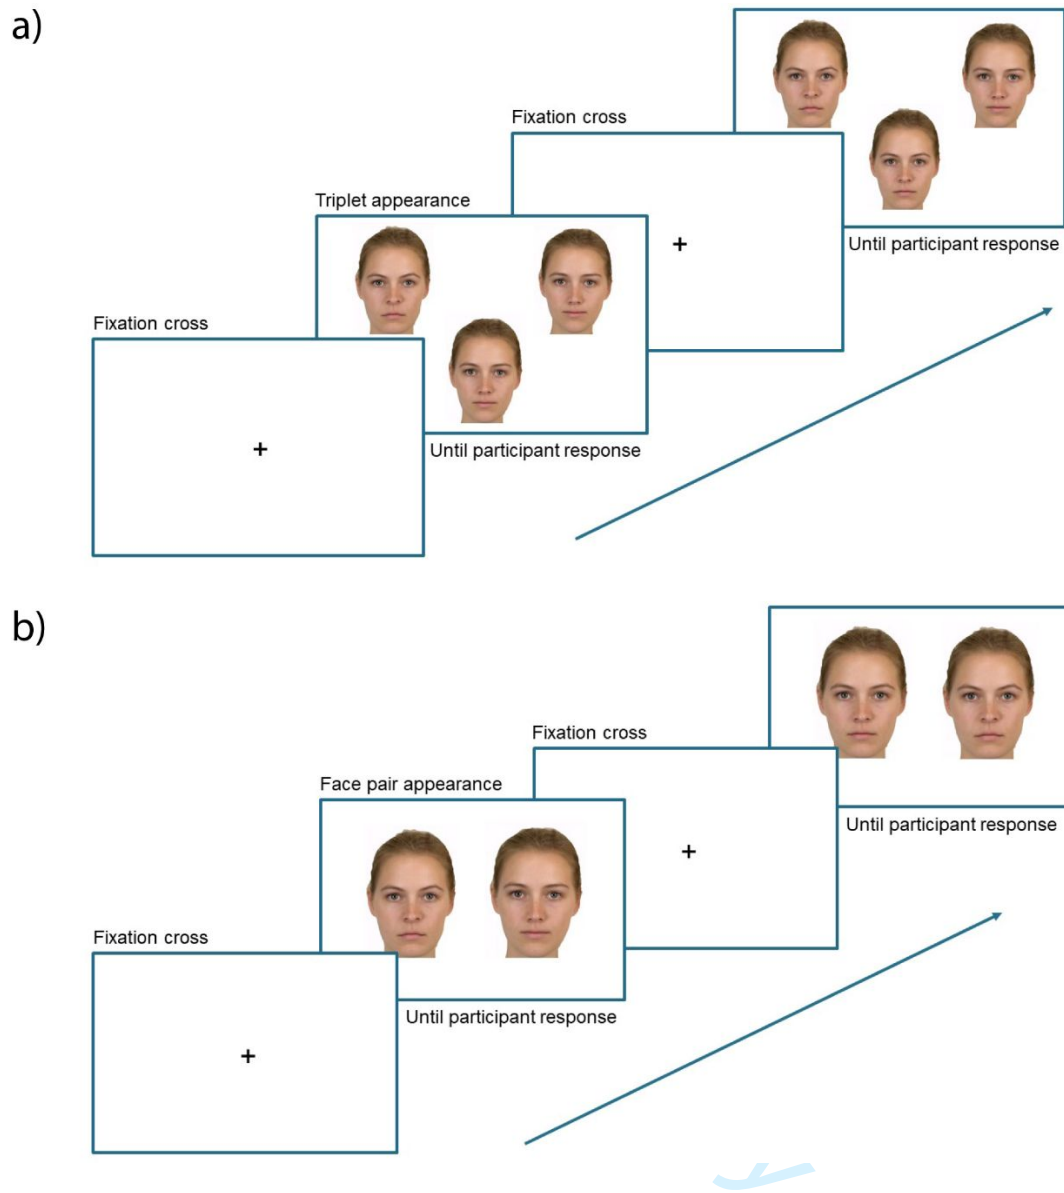 a)
Fixation cross
Triplet appearance
Fixation cross
+
Until participant response
+
Until participant response
b)
Fixation cross
Face pair appearance
Fixation cross
+
Until participant response
+
Until participant response